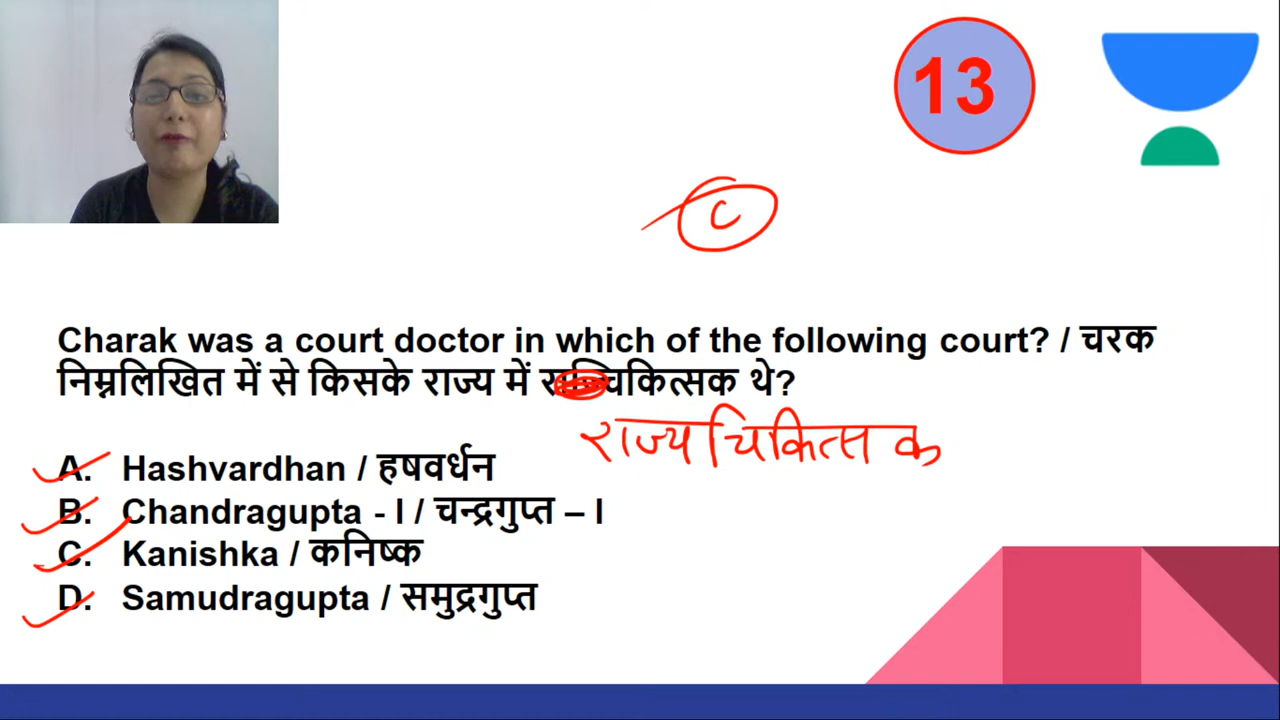 13
C
Charak was a court doctor in which of the following court? / चरक
निम्नलिखित में से किसके राज्य में चिकित्सक थे?
राज्य चिकित्सक
A. Hashvardhan / हषवर्धन
B. Chandragupta - I / चन्द्रगुप्त – I
C. Kanishka / कनिष्क
D. Samudragupta / समुद्रगुप्त